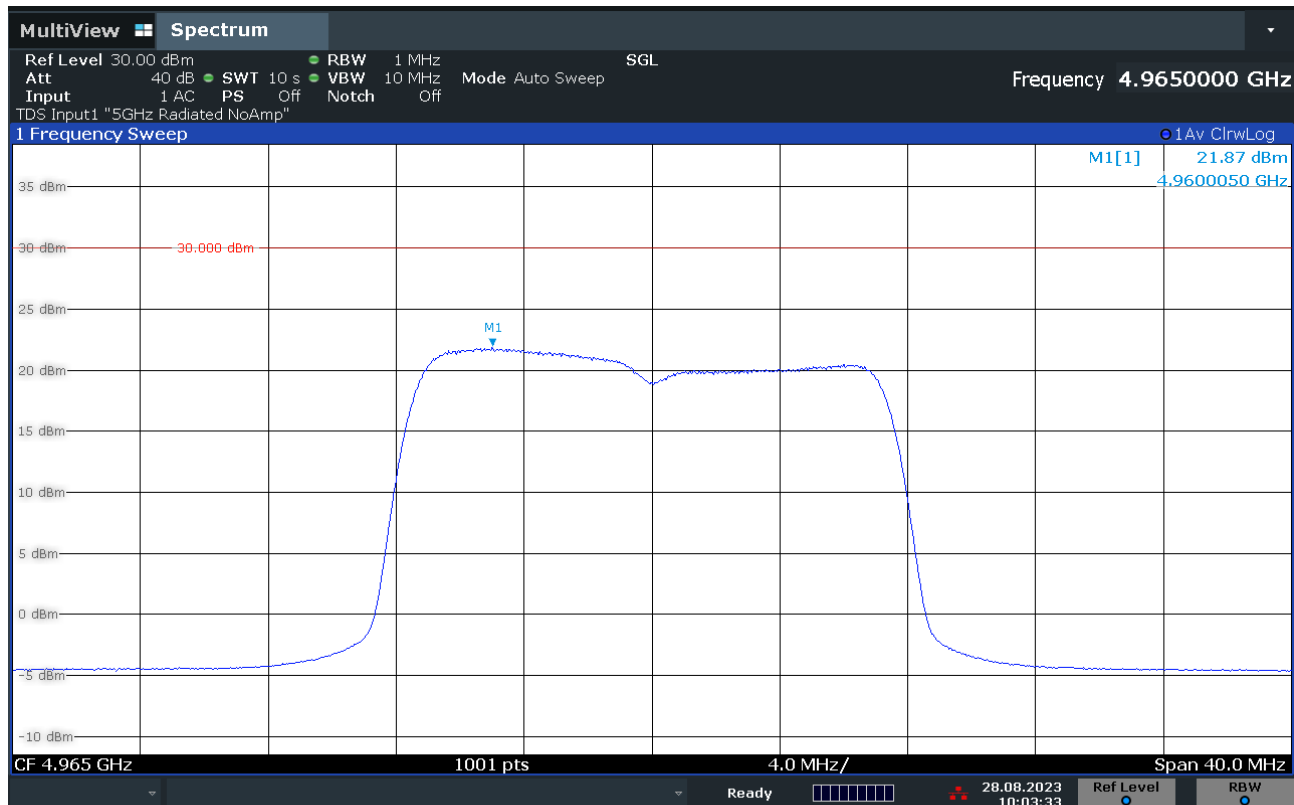 MultiView Spectrum
Ref Level 30.00 dBm RBW 1 MHz SGL
Att 40 dB SWT 10 s VBW 10 MHz Mode Auto Sweep Frequency 4.9650000 GHz
Input 1 AC PS Off Notch Off
TDS Input1 "5GHz Radiated NoAmp"
1 Frequency Sweep 1Av ClrwLog
M1[1] 21.87 dBm
4.9600050 GHz
35 dBm
30 dBm 30.000 dBm
25 dBm
M1
20 dBm
15 dBm
10 dBm
5 dBm
0 dBm
-5 dBm
-10 dBm
CF 4.965 GHz 1001 pts 4.0 MHz/ Span 40.0 MHz
Ready 28.08.2023 Ref Level RBW
10:03:33